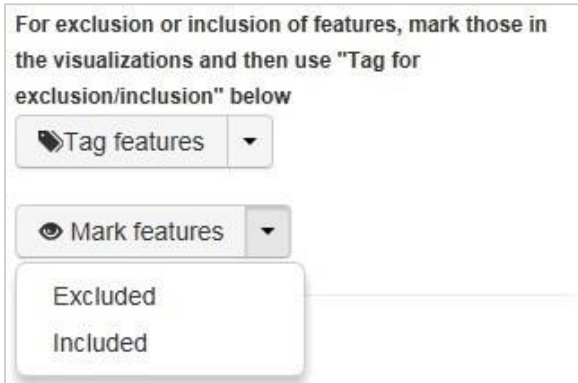 For exclusion or inclusion of features, mark those in
the visualizations and then use "Tag for
exclusion/inclusion" below
Tag features
Mark features
Excluded
Included